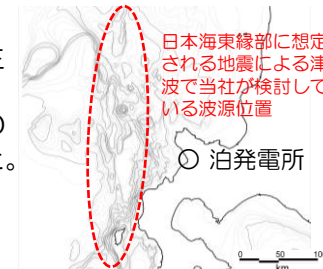 日本海東縁部に想定
される地震による津
波で当社が検討して
いる波源位置
の
泊発電所
。
0 50 100
km